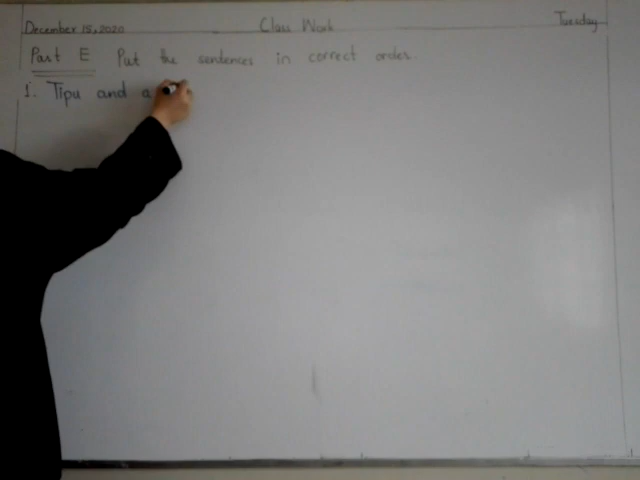 December 15, 2020 Class Work Tuesday
Part E Put the sentences in correct order.
1. Tipu and a